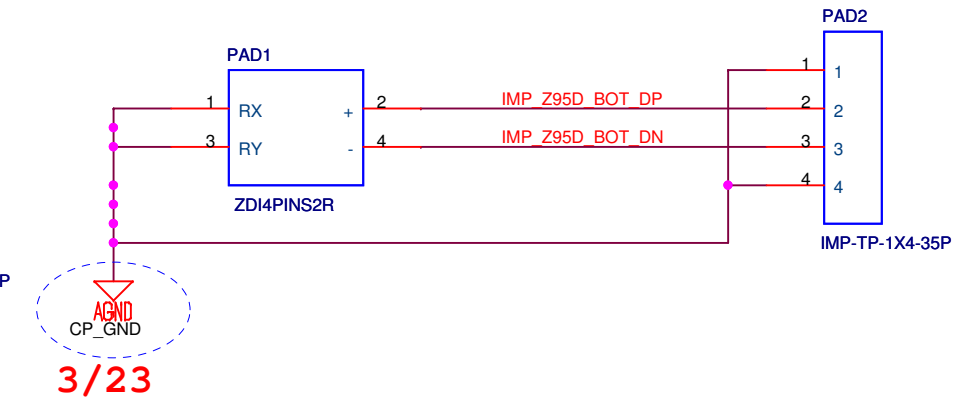 PAD2
PAD1
1 RX + 2 IMP_Z95D_BOT_DP
3 RY - 4 IMP_Z95D_BOT_DN
ZDI4PINS2R
1 1
2 2
3 3
4 4
IMP-TP-1X4-35P
P
AGND
CP_GND
3/23